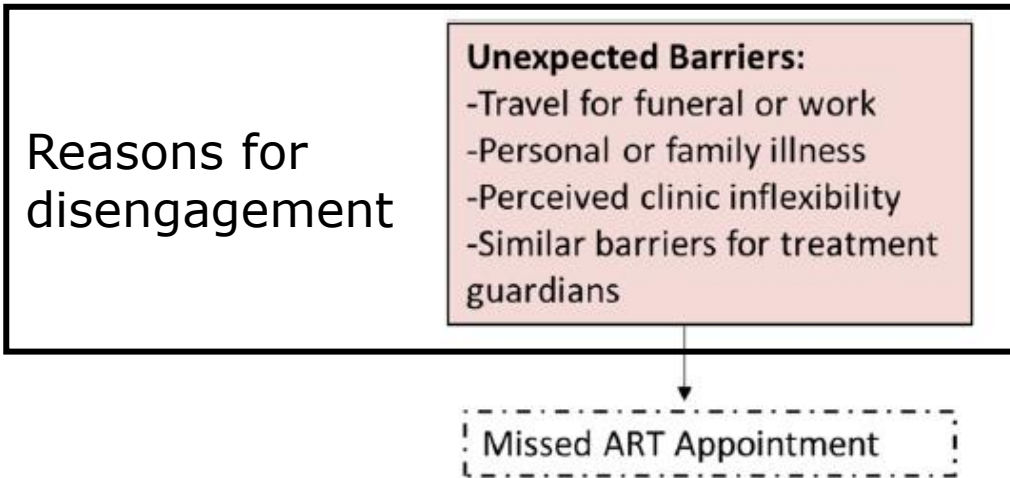 Reasons for
disengagement
Unexpected Barriers:
-Travel for funeral or work
-Personal or family illness
-Perceived clinic inflexibility
-Similar barriers for treatment
guardians
Missed ART Appointment